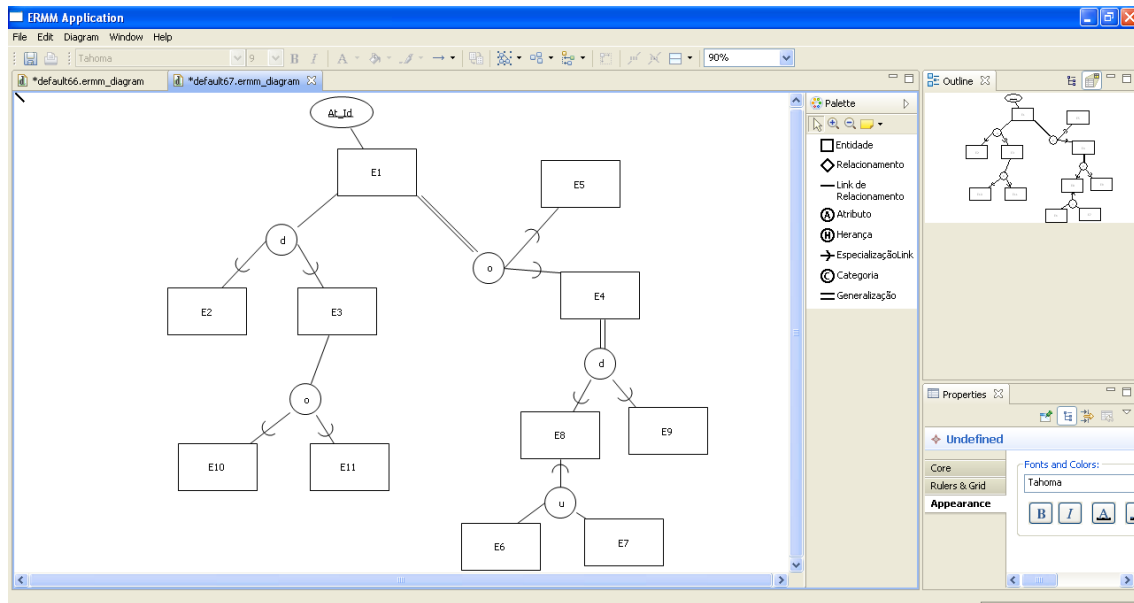 ERMM Application
File Edit Diagram Window Help
Tahoma 9 B I A 90%
*default66.ermm_diagram *default67.ermm_diagram
At_Id
E1
E5
d
o
E2
E3
E4
o
d
E10
E11
E8
E9
u
E6
E7
Palette
Entidade
Relacionamento
Link de
Relacionamento
A Atributo
H Herança
EspecializaçãoLink
C Categoria
Generalização
Outline
Properties
Undefined
Core
Rulers & Grid
Appearance
Fonts and Colors:
Tahoma
B I A